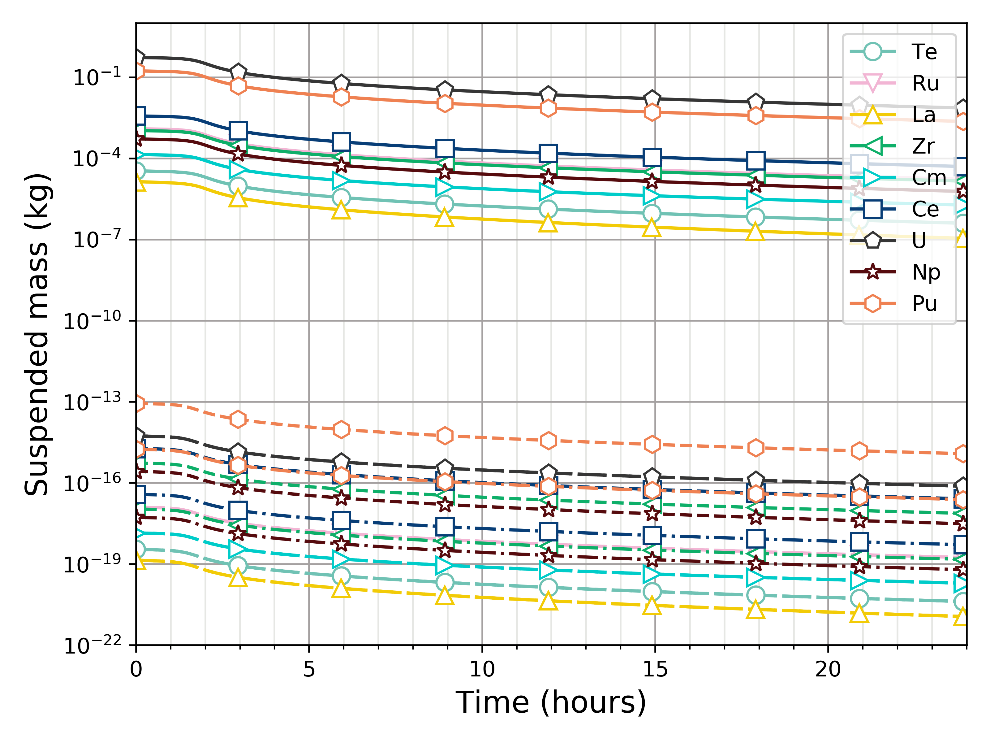 Suspended mass (kg)
10⁻¹
10⁻⁴
10⁻⁷
10⁻¹⁰
10⁻¹³
10⁻¹⁶
10⁻¹⁹
10⁻²²
Te
Ru
La
Zr
Cm
Ce
U
Np
Pu
0 5 10 15 20
Time (hours)